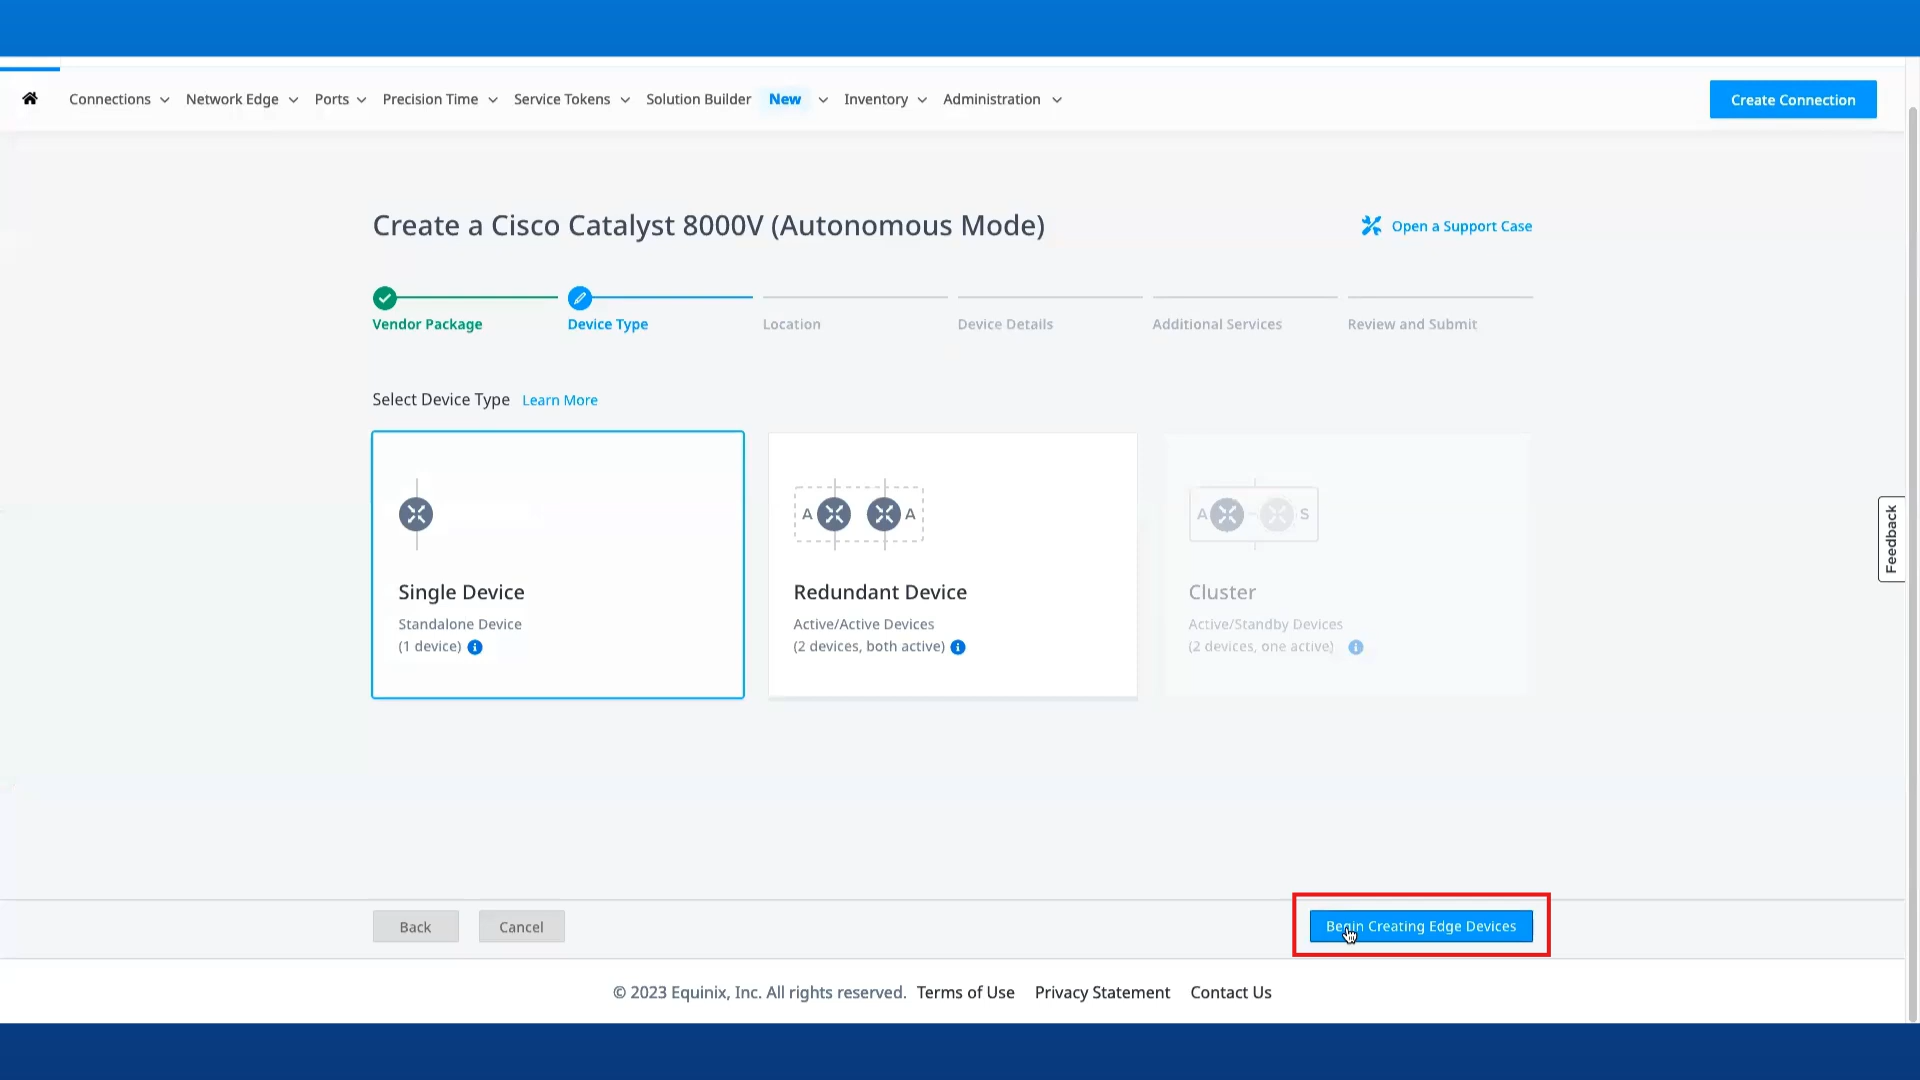 Connections Network Edge Ports Precision Time Service Tokens Solution Builder New Inventory Administration Create Connection
Create a Cisco Catalyst 8000V (Autonomous Mode) Open a Support Case
Vendor Package Device Type Location Device Details Additional Services Review and Submit
Select Device Type Learn More
A A A S
Single Device Redundant Device Cluster
Standalone Device Active/Active Devices Active/Standby Devices
(1 device) (2 devices, both active) (2 devices, one active)
Feedback
Back Cancel Begin Creating Edge Devices
© 2023 Equinix, Inc. All rights reserved. Terms of Use Privacy Statement Contact Us